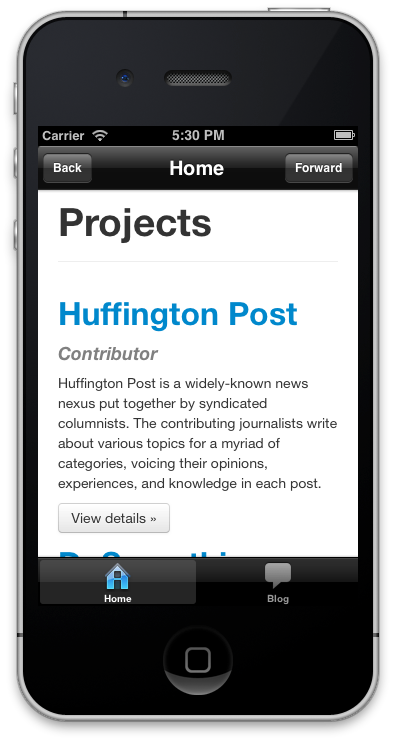 Carrier 5:30 PM
Back Home Forward
Projects
Huffington Post
Contributor
Huffington Post is a widely-known news
nexus put together by syndicated
columnists. The contributing journalists write
about various topics for a myriad of
categories, voicing their opinions,
experiences, and knowledge in each post.
View details »
Home Blog